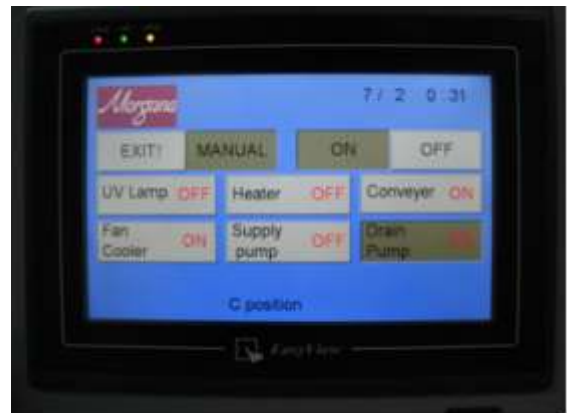 Morgana
7 / 2 0 :31
EXIT! MANUAL ON OFF
UV Lamp OFF Heater OFF Conveyer ON
Fan Cooler ON Supply pump OFF Drain Pump
C position
EasyView